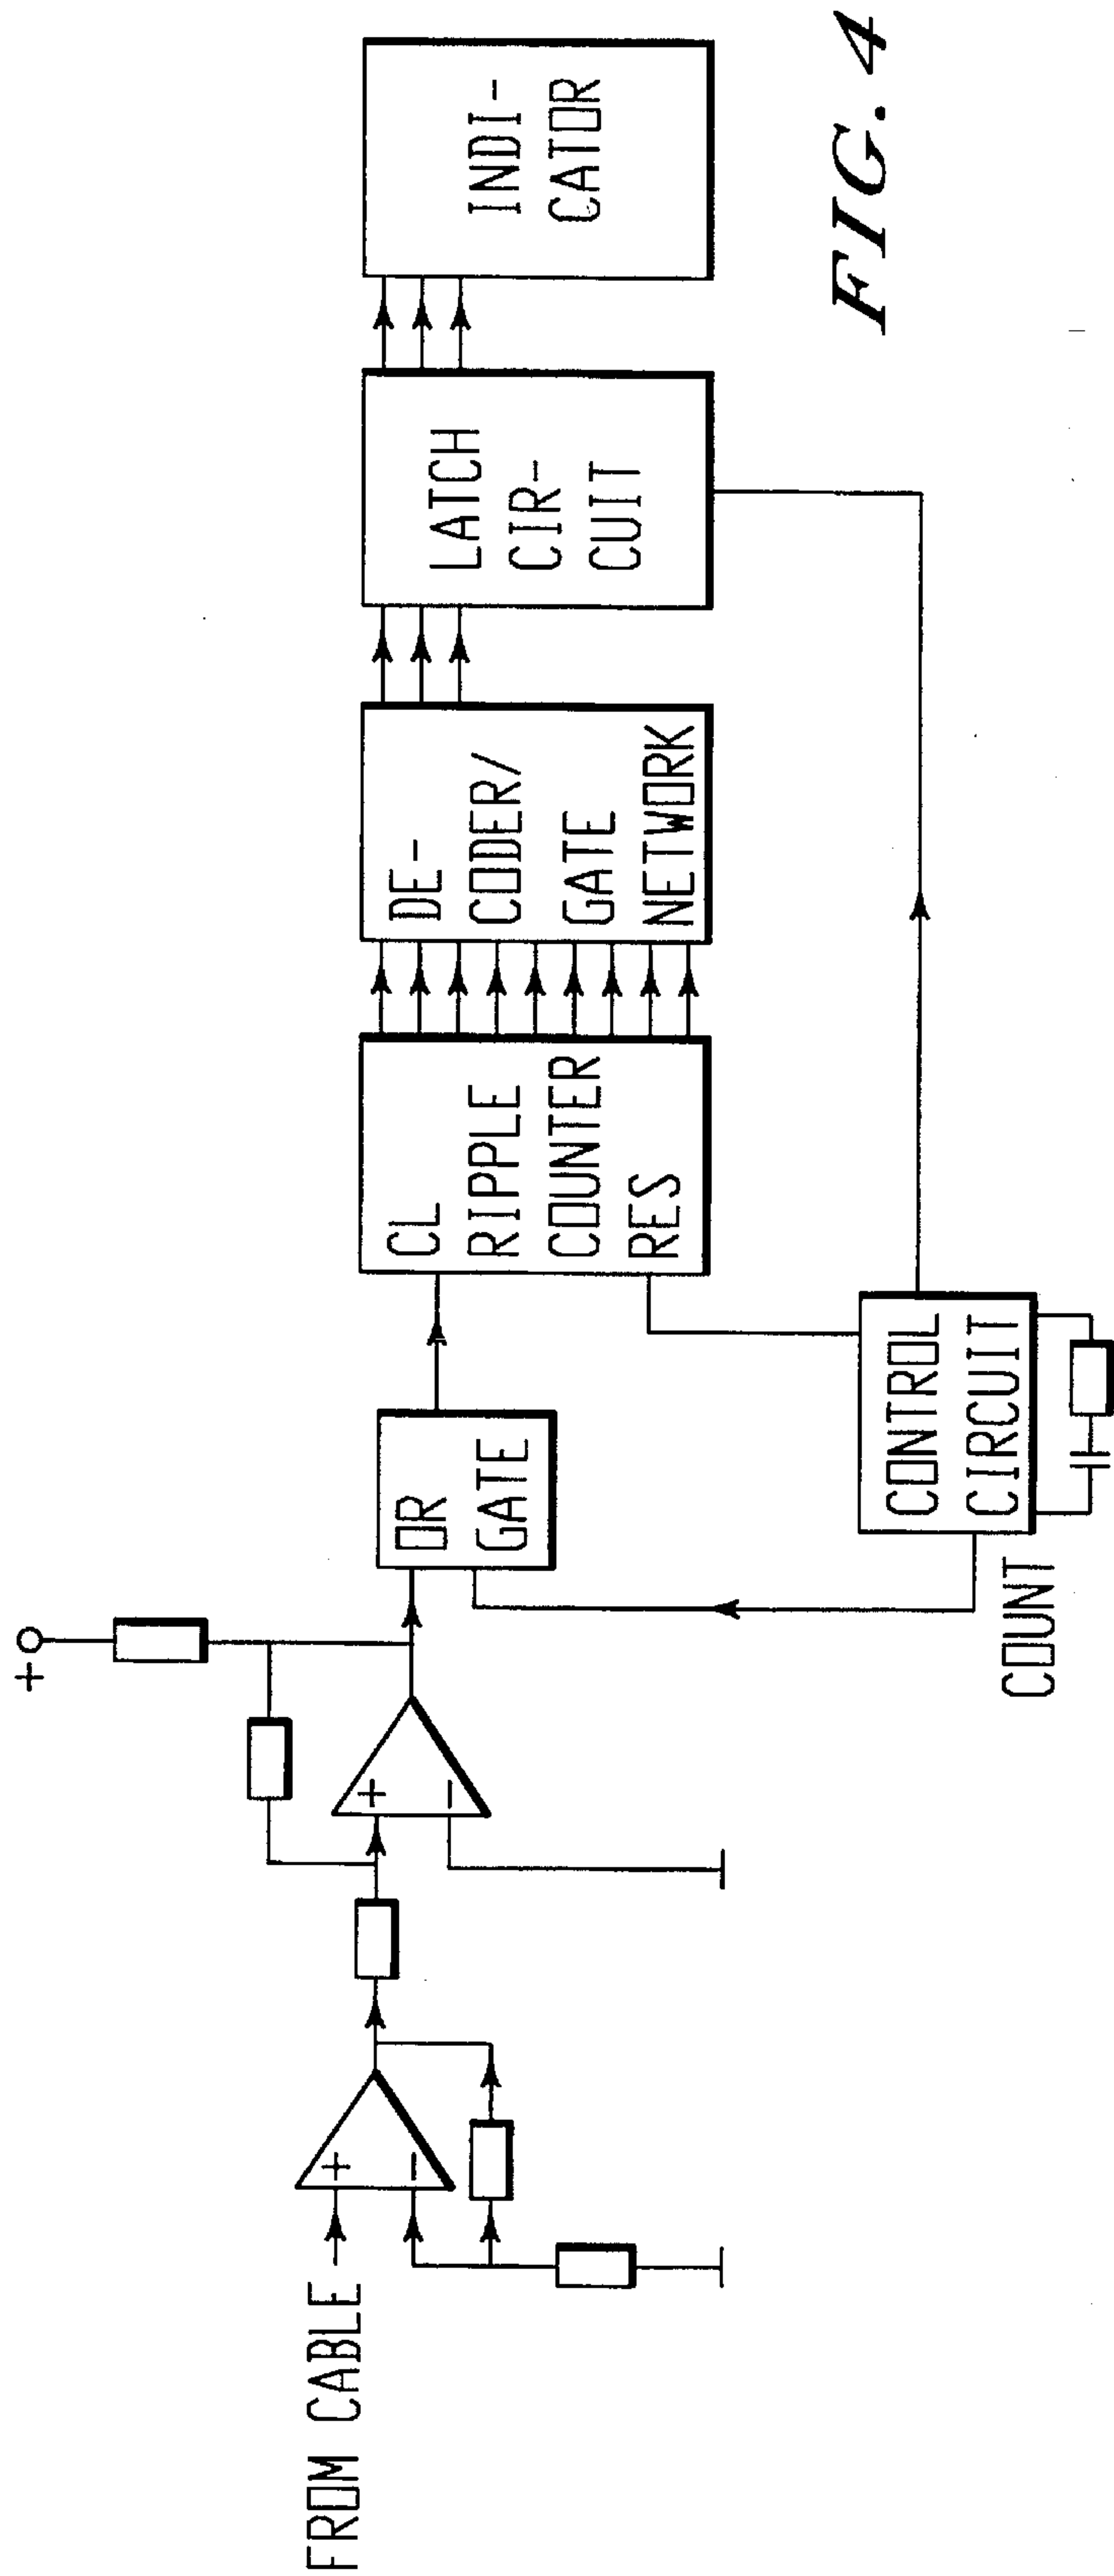 FROM CABLE
+
-
+
-
+
OR
GATE
CL
RIPPLE
COUNTER
RES
DE-
CODER/
GATE
NETWORK
LATCH
CIR-
CUIT
INDI-
CATOR
COUNT
CONTROL
CIRCUIT
FIG. 4